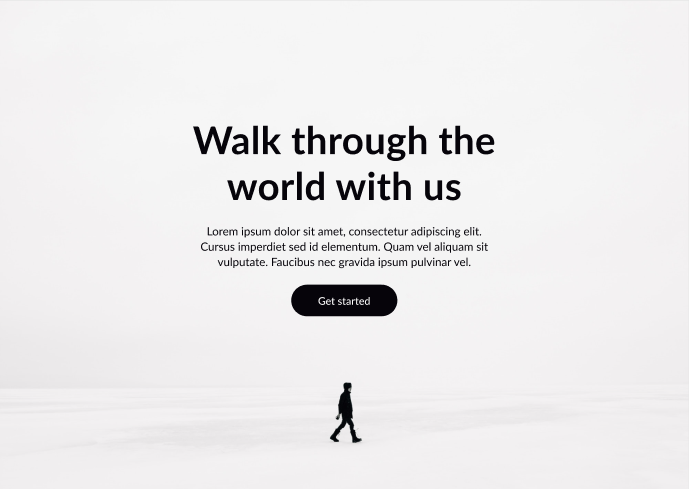 Walk through the
world with us
Lorem ipsum dolor sit amet, consectetur adipiscing elit.
Cursus imperdiet sed id elementum. Quam vel aliquam sit
vulputate. Faucibus nec gravida ipsum pulvinar vel.
Get started